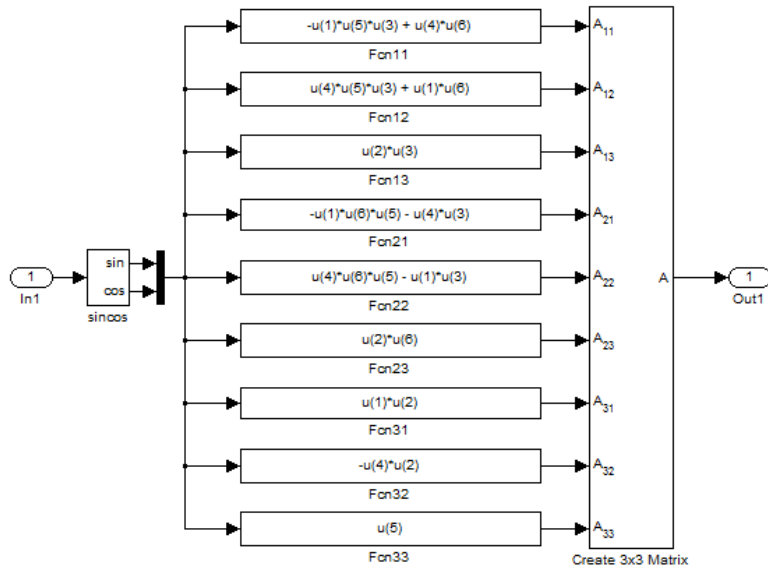 -u(1)*u(5)*u(3) + u(4)*u(6)
A11
Fcn11
u(4)*u(5)*u(3) + u(1)*u(6)
A12
Fcn12
u(2)*u(3)
A13
Fcn13
-u(1)*u(6)*u(5) - u(4)*u(3)
A21
Fcn21
sin
cos
1
In1
sincos
u(4)*u(6)*u(5) - u(1)*u(3)
A22
A
1
Out1
Fcn22
u(2)*u(6)
A23
Fcn23
u(1)*u(2)
A31
Fcn31
-u(4)*u(2)
A32
Fcn32
u(5)
A33
Fcn33
Create 3x3 Matrix